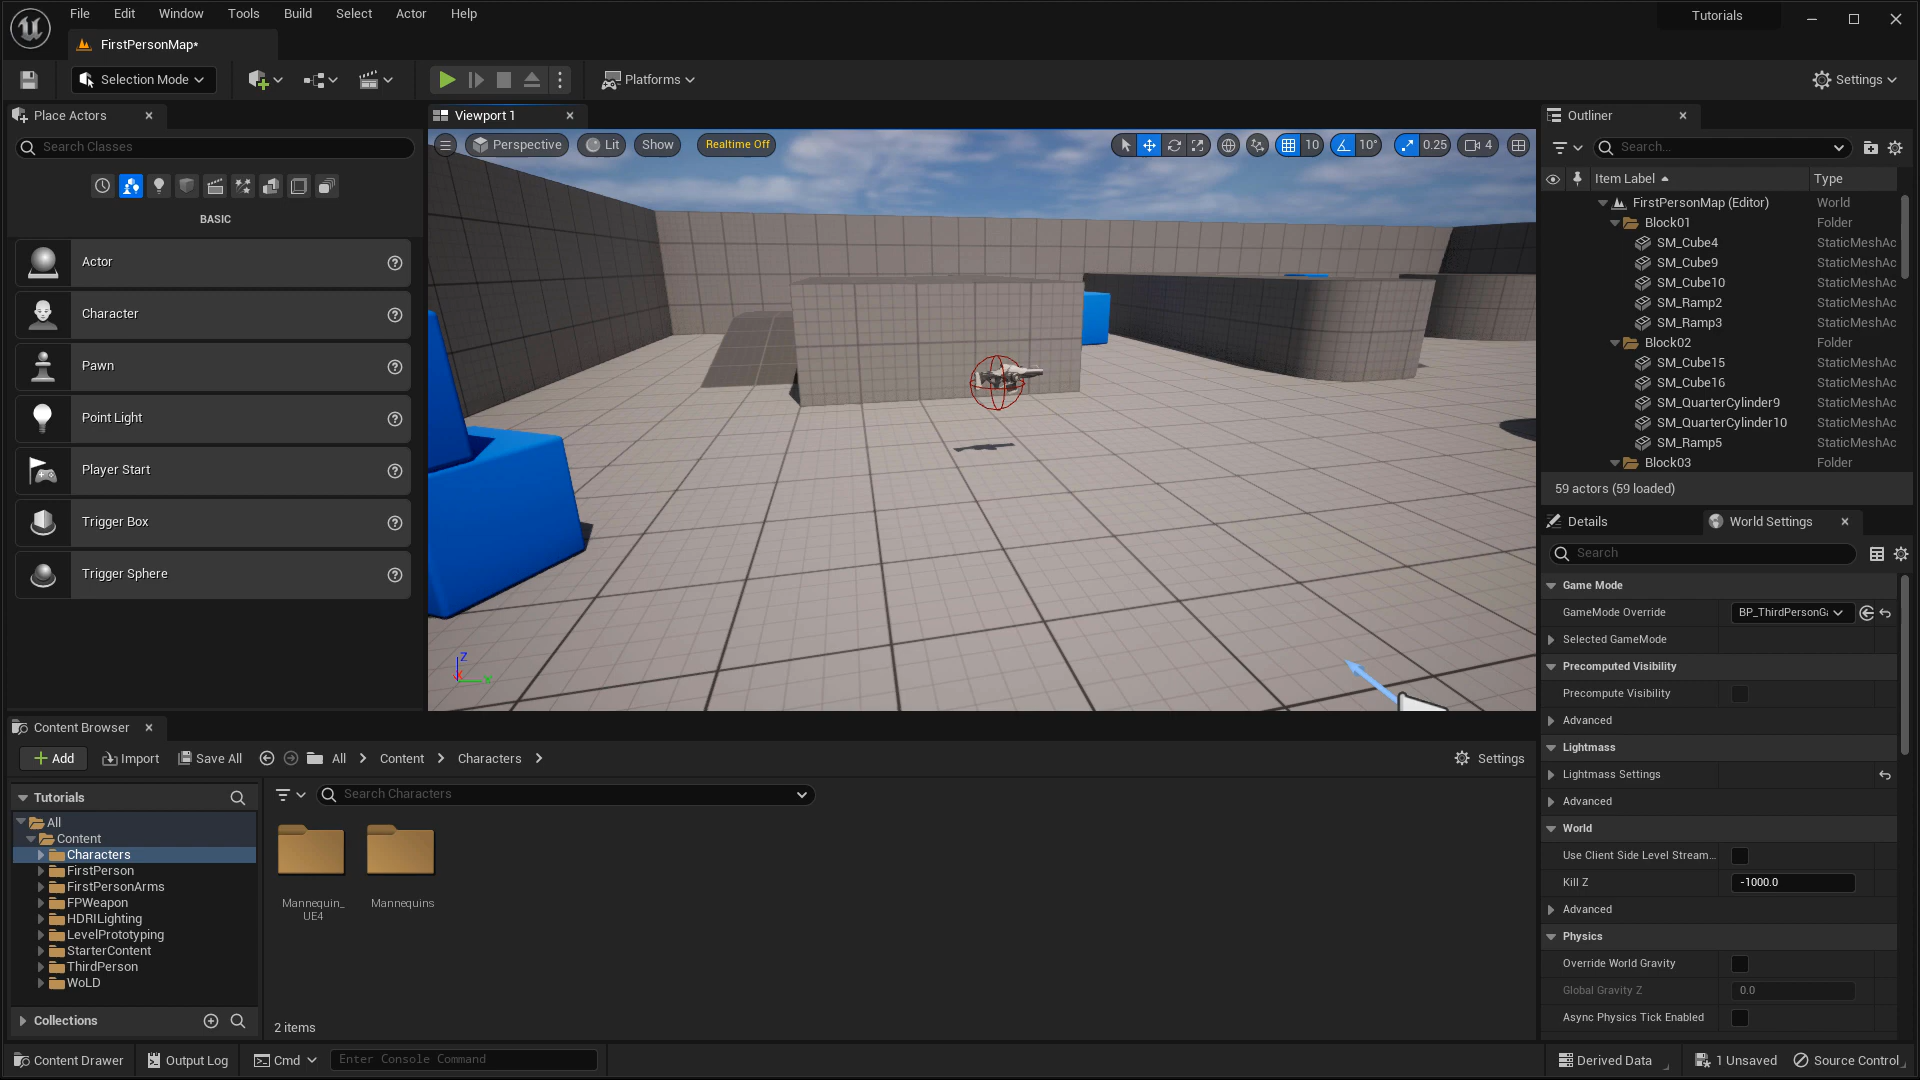 File Edit Window Tools Build Select Actor Help
Tutorials
FirstPersonMap*
Selection Mode
Platforms
Settings
Place Actors
Search Classes
BASIC
Actor
Character
Pawn
Point Light
Player Start
Trigger Box
Trigger Sphere
Viewport 1
Perspective Lit Show Realtime Off
10 10° 0.25 4
Z
X
Y
Outliner
Search...
Item Label Type
FirstPersonMap (Editor) World
Block01 Folder
SM_Cube4 StaticMeshAc
SM_Cube9 StaticMeshAc
SM_Cube10 StaticMeshAc
SM_Ramp2 StaticMeshAc
SM_Ramp3 StaticMeshAc
Block02 Folder
SM_Cube15 StaticMeshAc
SM_Cube16 StaticMeshAc
SM_QuarterCylinder9 StaticMeshAc
SM_QuarterCylinder10 StaticMeshAc
SM_Ramp5 StaticMeshAc
Block03 Folder
59 actors (59 loaded)
Details World Settings
Search
Game Mode
GameMode Override BP_ThirdPersonGa
Selected GameMode
Precomputed Visibility
Precompute Visibility
Advanced
Lightmass
Lightmass Settings
Advanced
World
Use Client Side Level Stream...
Kill Z -1000.0
Advanced
Physics
Override World Gravity
Global Gravity Z 0.0
Async Physics Tick Enabled
Content Browser
Add Import Save All All Content Characters Settings
Tutorials
All
Content
Characters
FirstPerson
FirstPersonArms
FPWeapon
HDRILighting
LevelPrototyping
StarterContent
ThirdPerson
WoLD
Collections
Search Characters
Mannequin_
UE4
Mannequins
2 items
Content Drawer Output Log Cmd Enter Console Command
Derived Data 1 Unsaved Source Control